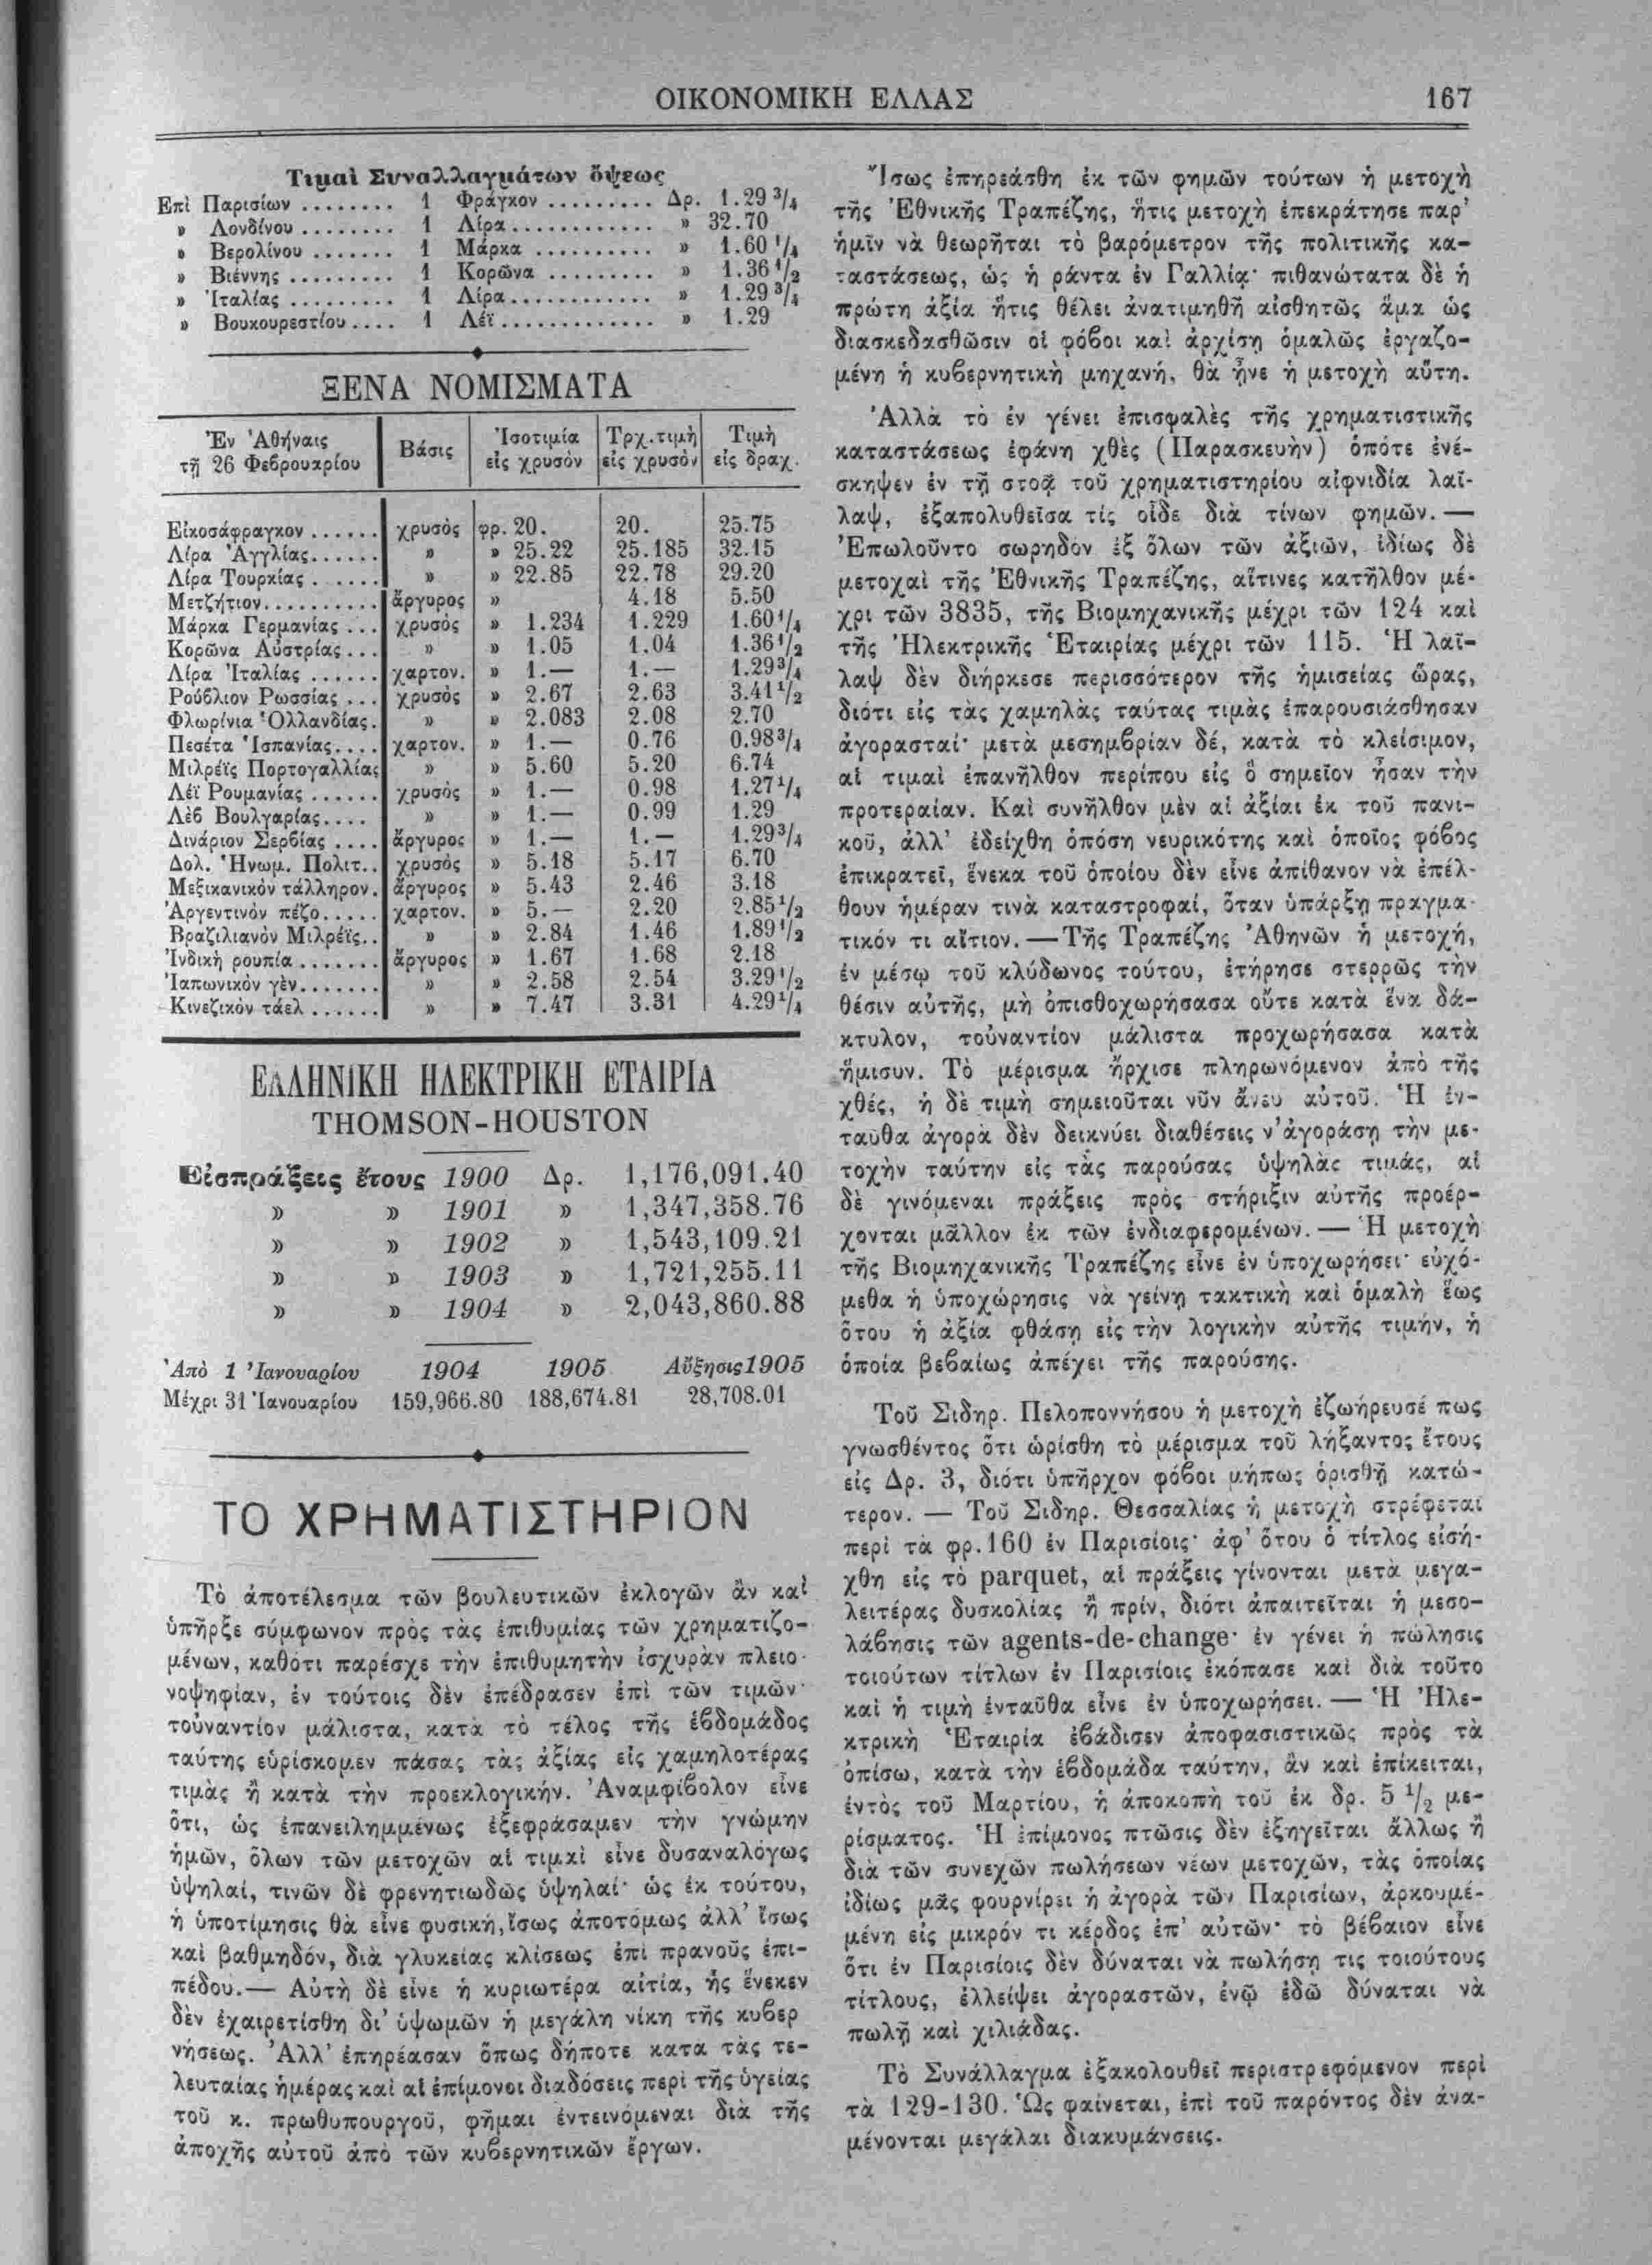 ΟΙΚΟΝΟΜΙΚΗ ΕΛΛΑΣ 167
Τιμαὶ Συναλλαγμάτων ὄψεως
Ἐπὶ Παρισίων ........ 1 Φράγκον ......... Δρ. 1.29 3/4
» Λονδίνου ........ 1 Λίρα ............ » 32.70
» Βερολίνου ....... 1 Μάρκα .......... » 1.60 1/4
» Βιέννης ......... 1 Κορῶνα ......... » 1.36 1/2
» Ἰταλίας ......... 1 Λίρα ............ » 1.29 3/4
» Βουκουρεστίου .... 1 Λέϊ ............. » 1.29
ΞΕΝΑ ΝΟΜΙΣΜΑΤΑ
Ἐν Ἀθήναις τῇ 26 Φεβρουαρίου | Βάσις | Ἰσοτιμία εἰς χρυσὸν | Τρχ. τιμὴ εἰς χρυσὸν | Τιμὴ εἰς δραχ.
Εἰκοσάφραγκον ...... χρυσὸς φρ. 20. 20. 25.75
Λίρα Ἀγγλίας ...... » » 25.22 25.185 32.15
Λίρα Τουρκίας ...... » » 22.85 22.78 29.20
Μετζήτιον .......... ἄργυρος » 4.18 5.50
Μάρκα Γερμανίας ... χρυσὸς » 1.234 1.229 1.60 1/4
Κορῶνα Αὐστρίας ... » » 1.05 1.04 1.36 1/2
Λίρα Ἰταλίας ...... χαρτον. » 1.— 1.— 1.29 3/4
Ρούβλιον Ρωσσίας ... χρυσὸς » 2.67 2.63 3.41 1/2
Φλωρίνια Ὁλλανδίας. » » 2.083 2.08 2.70
Πεσέτα Ἰσπανίας .... χαρτον. » 1.— 0.76 0.98 3/4
Μιλρέϊς Πορτογαλλίας » » 5.60 5.20 6.74
Λέϊ Ρουμανίας ...... χρυσὸς » 1.— 0.98 1.27 1/4
Λὲβ Βουλγαρίας .... » » 1.— 0.99 1.29
Δινάριον Σερβίας .... ἄργυρος » 1.— 1.— 1.29 3/4
Δολ. Ἡνωμ. Πολιτ. . χρυσὸς » 5.18 5.17 6.70
Μεξικανικὸν τάλληρον . ἄργυρος » 5.43 2.46 3.18
Ἀργεντινὸν πέζο ..... χαρτον. » 5.— 2.20 2.85 1/2
Βραζιλιανὸν Μιλρέϊς. . » » 2.84 1.46 1.89 1/2
Ἰνδικὴ ρουπία ....... ἄργυρος » 1.67 1.68 2.18
Ἰαπωνικὸν γὲν ....... » » 2.58 2.54 3.29 1/2
Κινεζικὸν τάελ ...... » » 7.47 3.31 4.29 1/4
ΕΛΛΗΝΙΚΗ ΗΛΕΚΤΡΙΚΗ ΕΤΑΙΡΙΑ
THOMSON-HOUSTON
Εἰσπράξεις ἔτους 1900 Δρ. 1,176,091.40
» » 1901 » 1,347,358.76
» » 1902 » 1,543,109.21
» » 1903 » 1,721,255.11
» » 1904 » 2,043,860.88
Ἀπὸ 1 Ἰανουαρίου 1904 1905 Αὔξησις 1905
Μέχρι 31 Ἰανουαρίου 159,966.80 188,674.81 28,708.01
ΤΟ ΧΡΗΜΑΤΙΣΤΗΡΙΟΝ
Τὸ ἀποτέλεσμα τῶν βουλευτικῶν ἐκλογῶν ἂν καὶ
ὑπῆρξε σύμφωνον πρὸς τὰς ἐπιθυμίας τῶν χρηματιζο-
μένων, καθότι παρέσχε τὴν ἐπιθυμητὴν ἰσχυρὰν πλειο-
νοψηφίαν, ἐν τούτοις δὲν ἐπέδρασεν ἐπὶ τῶν τιμῶν·
τοὐναντίον μάλιστα, κατὰ τὸ τέλος τῆς ἑβδομάδος
ταύτης εὑρίσκομεν πάσας τὰς ἀξίας εἰς χαμηλοτέρας
τιμὰς ἢ κατὰ τὴν προεκλογικήν. Ἀναμφίβολον εἶνε
ὅτι, ὡς ἐπανειλημμένως ἐξεφράσαμεν τὴν γνώμην
ἡμῶν, ὅλων τῶν μετοχῶν αἱ τιμαὶ εἶνε δυσαναλόγως
ὑψηλαί, τινῶν δὲ φρενητιωδῶς ὑψηλαί· ὡς ἐκ τούτου,
ἡ ὑποτίμησις θὰ εἶνε φυσική, ἴσως ἀποτόμως ἀλλ' ἴσως
καὶ βαθμηδόν, διὰ γλυκείας κλίσεως ἐπὶ πρανοῦς ἐπι-
πέδου.— Αὐτὴ δὲ εἶνε ἡ κυριωτέρα αἰτία, ἧς ἕνεκεν
δὲν ἐχαιρετίσθη δι' ὑψωμῶν ἡ μεγάλη νίκη τῆς κυβερ
νήσεως. Ἀλλ' ἐπηρέασαν ὅπως δήποτε κατὰ τὰς τε-
λευταίας ἡμέρας καὶ αἱ ἐπίμονοι διαδόσεις περὶ τῆς ὑγείας
τοῦ κ. πρωθυπουργοῦ, φῆμαι ἐντεινόμεναι διὰ τῆς
ἀποχῆς αὐτοῦ ἀπὸ τῶν κυβερνητικῶν ἔργων.
Ἴσως ἐπηρεάσθη ἐκ τῶν φημῶν τούτων ἡ μετοχὴ
τῆς Ἐθνικῆς Τραπέζης, ἥτις μετοχὴ ἐπεκράτησε παρ'
ἡμῖν νὰ θεωρῆται τὸ βαρόμετρον τῆς πολιτικῆς κα-
ταστάσεως, ὡς ἡ ράντα ἐν Γαλλίᾳ· πιθανώτατα δὲ ἡ
πρώτη ἀξία ἥτις θέλει ἀνατιμηθῆ αἰσθητῶς ἅμα ὡς
διασκεδασθῶσιν οἱ φόβοι καὶ ἀρχίσῃ ὁμαλῶς ἐργαζο-
μένη ἡ κυβερνητικὴ μηχανή, θὰ ᾖνε ἡ μετοχὴ αὕτη.
Ἀλλὰ τὸ ἐν γένει ἐπισφαλὲς τῆς χρηματιστικῆς
καταστάσεως ἐφάνη χθὲς (Παρασκευὴν) ὁπότε ἐνέ-
σκηψεν ἐν τῇ στοᾷ τοῦ χρηματιστηρίου αἰφνιδία λαῖ-
λαψ, ἐξαπολυθεῖσα τίς οἶδε διὰ τίνων φημῶν. —
Ἐπωλοῦντο σωρηδὸν ἐξ ὅλων τῶν ἀξιῶν, ἰδίως δὲ
μετοχαὶ τῆς Ἐθνικῆς Τραπέζης, αἵτινες κατῆλθον μέ-
χρι τῶν 3835, τῆς Βιομηχανικῆς μέχρι τῶν 124 καὶ
τῆς Ἠλεκτρικῆς Ἑταιρίας μέχρι τῶν 115. Ἡ λαῖ-
λαψ δὲν διήρκεσε περισσότερον τῆς ἡμισείας ὥρας,
διότι εἰς τὰς χαμηλὰς ταύτας τιμὰς ἐπαρουσιάσθησαν
ἀγορασταί· μετὰ μεσημβρίαν δέ, κατὰ τὸ κλείσιμον,
αἱ τιμαὶ ἐπανῆλθον περίπου εἰς ὃ σημεῖον ἦσαν τὴν
προτεραίαν. Καὶ συνῆλθον μὲν αἱ ἀξίαι ἐκ τοῦ πανι-
κοῦ, ἀλλ' ἐδείχθη ὁπόση νευρικότης καὶ ὁποῖος φόβος
ἐπικρατεῖ, ἕνεκα τοῦ ὁποίου δὲν εἶνε ἀπίθανον νὰ ἐπέλ-
θουν ἡμέραν τινὰ καταστροφαί, ὅταν ὑπάρξῃ πραγμα-
τικόν τι αἴτιον. —Τῆς Τραπέζης Ἀθηνῶν ἡ μετοχή,
ἐν μέσῳ τοῦ κλύδωνος τούτου, ἐτήρησε στερρῶς τὴν
θέσιν αὐτῆς, μὴ ὀπισθοχωρήσασα οὔτε κατὰ ἕνα δά-
κτυλον, τοὐναντίον μάλιστα προχωρήσασα κατὰ
ἥμισυν. Τὸ μέρισμα ἤρχισε πληρωνόμενον ἀπὸ τῆς
χθές, ἡ δὲ τιμὴ σημειοῦται νῦν ἄνευ αὐτοῦ. Ἡ ἐν-
ταῦθα ἀγορὰ δὲν δεικνύει διαθέσεις ν' ἀγοράσῃ τὴν με-
τοχὴν ταύτην εἰς τὰς παρούσας ὑψηλὰς τιμάς, αἱ
δὲ γινόμεναι πράξεις πρὸς στήριξιν αὐτῆς προέρ-
χονται μᾶλλον ἐκ τῶν ἐνδιαφερομένων. — Ἡ μετοχὴ
τῆς Βιομηχανικῆς Τραπέζης εἶνε ἐν ὑποχωρήσει· εὐχό-
μεθα ἡ ὑποχώρησις νὰ γείνῃ τακτικὴ καὶ ὁμαλὴ ἕως
ὅτου ἡ ἀξία φθάσῃ εἰς τὴν λογικὴν αὐτῆς τιμήν, ἡ
ὁποία βεβαίως ἀπέχει τῆς παρούσης.
Τοῦ Σιδηρ. Πελοποννήσου ἡ μετοχὴ ἐζωήρευσέ πως
γνωσθέντος ὅτι ὡρίσθη τὸ μέρισμα τοῦ λήξαντος ἔτους
εἰς Δρ. 3, διότι ὑπῆρχον φόβοι μήπως ὁρισθῇ κατώ-
τερον. — Τοῦ Σιδηρ. Θεσσαλίας ἡ μετοχὴ στρέφεται
περὶ τὰ φρ. 160 ἐν Παρισίοις· ἀφ' ὅτου ὁ τίτλος εἰσή-
χθη εἰς τὸ parquet, αἱ πράξεις γίνονται μετὰ μεγα-
λειτέρας δυσκολίας ἢ πρίν, διότι ἀπαιτεῖται ἡ μεσο-
λάβησις τῶν agents-de-change· ἐν γένει ἡ πώλησις
τοιούτων τίτλων ἐν Παρισίοις ἐκόπασε καὶ διὰ τοῦτο
καὶ ἡ τιμὴ ἐνταῦθα εἶνε ἐν ὑποχωρήσει. — Ἡ Ἠλε-
κτρικὴ Ἑταιρία ἐβάδισεν ἀποφασιστικῶς πρὸς τὰ
ὀπίσω, κατὰ τὴν ἑβδομάδα ταύτην, ἂν καὶ ἐπίκειται,
ἐντὸς τοῦ Μαρτίου, ἡ ἀποκοπὴ τοῦ ἐκ δρ. 5 1/2 με-
ρίσματος. Ἡ ἐπίμονος πτῶσις δὲν ἐξηγεῖται ἄλλως ἢ
διὰ τῶν συνεχῶν πωλήσεων νέων μετοχῶν, τὰς ὁποίας
ἰδίως μᾶς φουρνίρει ἡ ἀγορὰ τῶν Παρισίων, ἀρκουμέ-
μένη εἰς μικρόν τι κέρδος ἐπ' αὐτῶν· τὸ βέβαιον εἶνε
ὅτι ἐν Παρισίοις δὲν δύναται νὰ πωλήσῃ τις τοιούτους
τίτλους, ἐλλείψει ἀγοραστῶν, ἐνῷ ἐδῶ δύναται νὰ
πωλῇ καὶ χιλιάδας.
Τὸ Συνάλλαγμα ἐξακολουθεῖ περιστρεφόμενον περὶ
τὰ 129-130. Ὡς φαίνεται, ἐπὶ τοῦ παρόντος δὲν ἀνα-
μένονται μεγάλαι διακυμάνσεις.